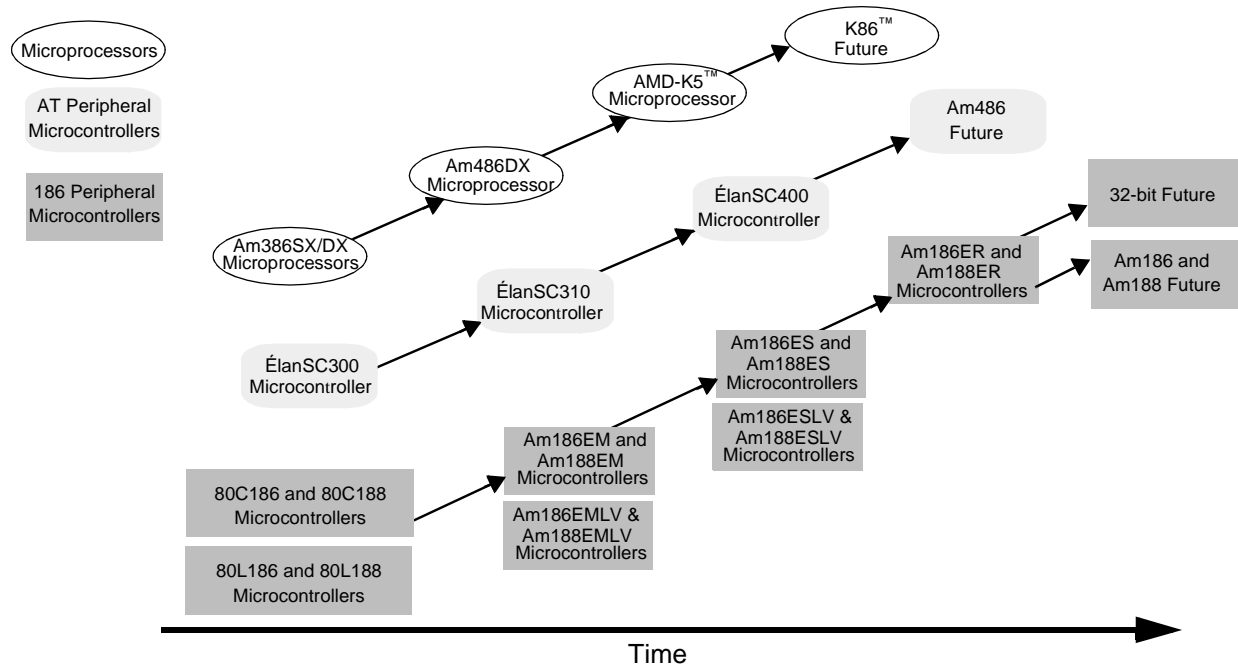 Microprocessors
AT Peripheral
Microcontrollers
186 Peripheral
Microcontrollers
K86™
Future
AMD-K5™
Microprocessor
Am486DX
Microprocessor
Am386SX/DX
Microprocessors
Am486
Future
ÉlanSC400
Microcontroller
ÉlanSC310
Microcontroller
ÉlanSC300
Microcontroller
32-bit Future
Am186 and
Am188 Future
Am186ER and
Am188ER
Microcontrollers
Am186ES and
Am188ES
Microcontrollers
Am186ESLV &
Am188ESLV
Microcontrollers
Am186EM and
Am188EM
Microcontrollers
Am186EMLV &
Am188EMLV
Microcontrollers
80C186 and 80C188
Microcontrollers
80L186 and 80L188
Microcontrollers
Time